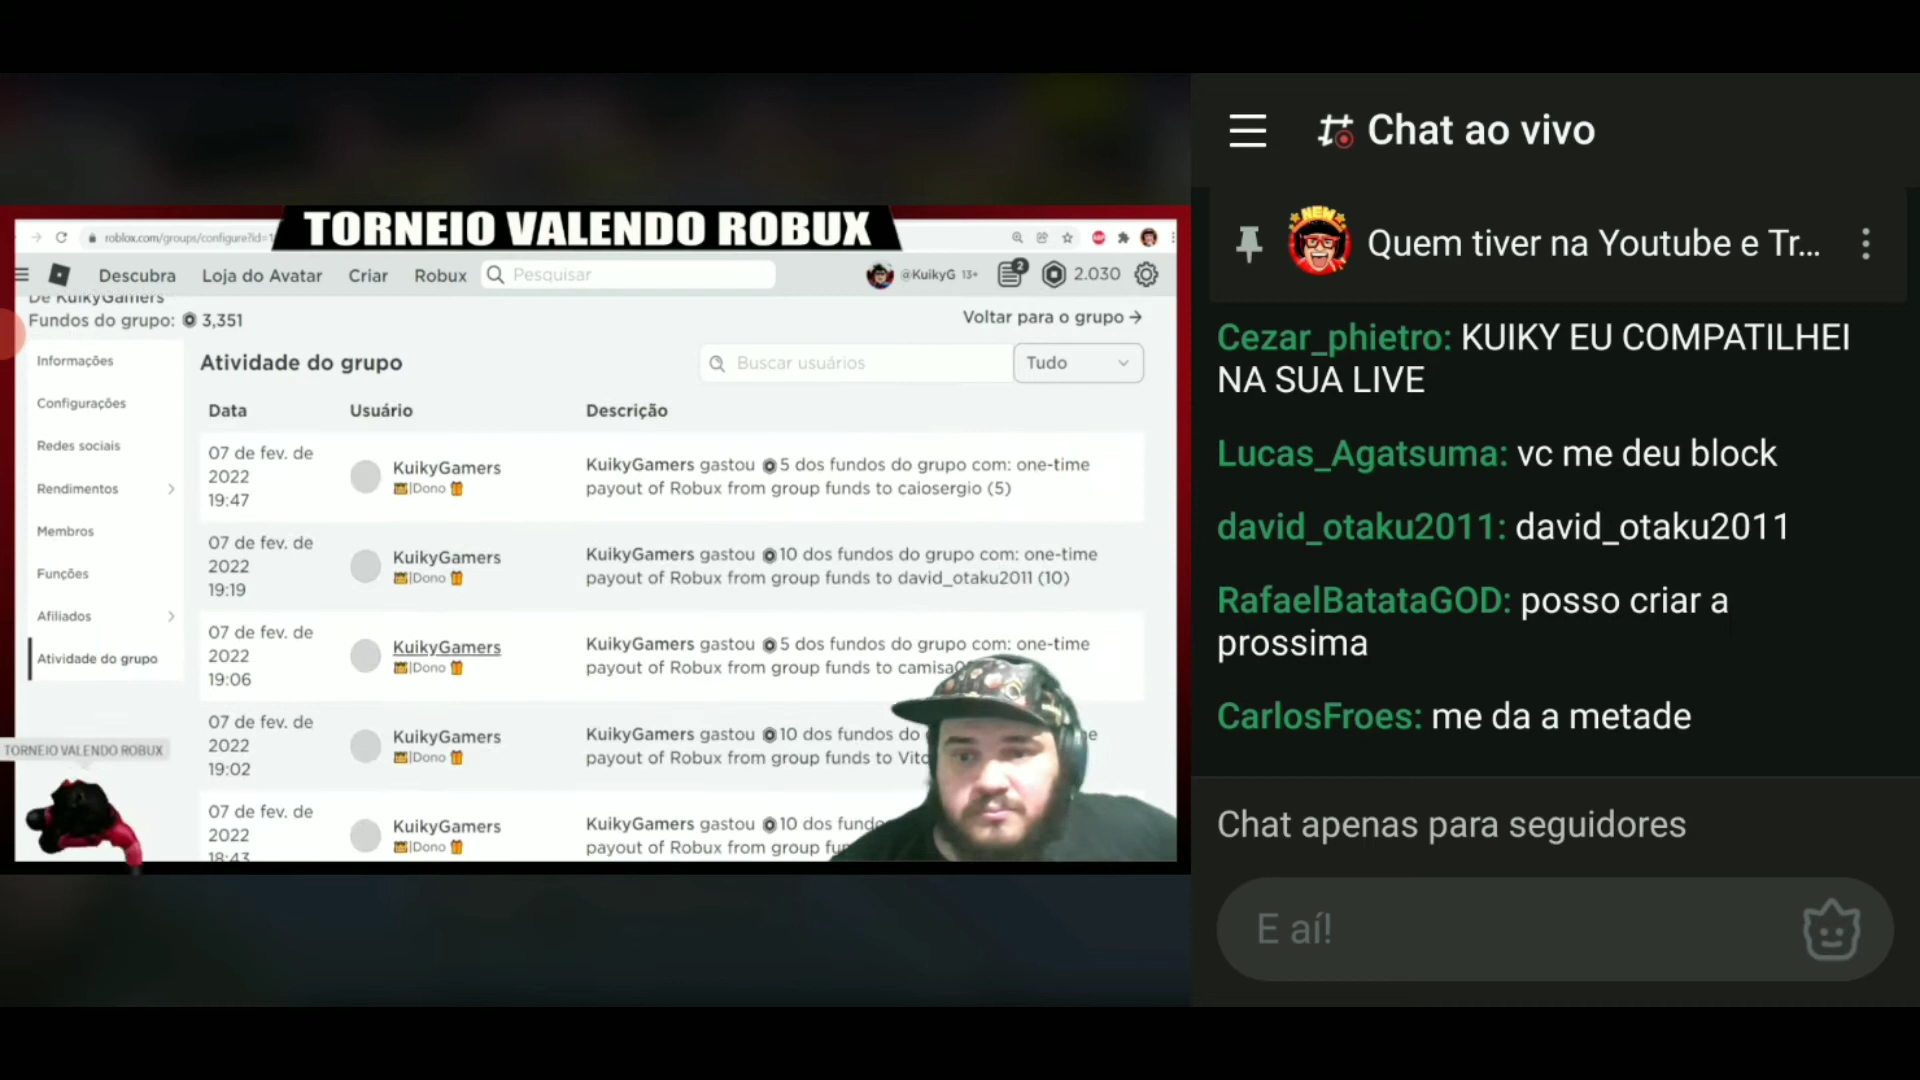 TORNEIO VALENDO ROBUX
roblox.com/groups/configure?id=1
Descubra
Loja do Avatar
Criar
Robux
Pesquisar
@KuikyG 13+
2
2.030
De KuikyGamers
Fundos do grupo: 3,351
Voltar para o grupo →
Informações
Configurações
Redes sociais
Rendimentos
Membros
Funções
Afiliados
Atividade do grupo
Atividade do grupo
Buscar usuários
Tudo
Data
Usuário
Descrição
07 de fev. de
2022
19:47
KuikyGamers
|Dono
KuikyGamers gastou 5 dos fundos do grupo com: one-time
payout of Robux from group funds to caiosergio (5)
07 de fev. de
2022
19:19
KuikyGamers
|Dono
KuikyGamers gastou 10 dos fundos do grupo com: one-time
payout of Robux from group funds to david_otaku2011 (10)
07 de fev. de
2022
19:06
KuikyGamers
|Dono
KuikyGamers gastou 5 dos fundos do grupo com: one-time
payout of Robux from group funds to
07 de fev. de
2022
19:02
KuikyGamers
|Dono
KuikyGamers gastou 10 dos fundos do
payout of Robux from group funds to
07 de fev. de
2022
18:43
KuikyGamers
|Dono
KuikyGamers gastou 10 dos
payout of Robux from group
TORNEIO VALENDO ROBUX
Chat ao vivo
NEW
Quem tiver na Youtube e Tr...
Cezar_phietro: KUIKY EU COMPATILHEI
NA SUA LIVE
Lucas_Agatsuma: vc me deu block
david_otaku2011: david_otaku2011
RafaelBatataGOD: posso criar a
prossima
CarlosFroes: me da a metade
Chat apenas para seguidores
E aí!